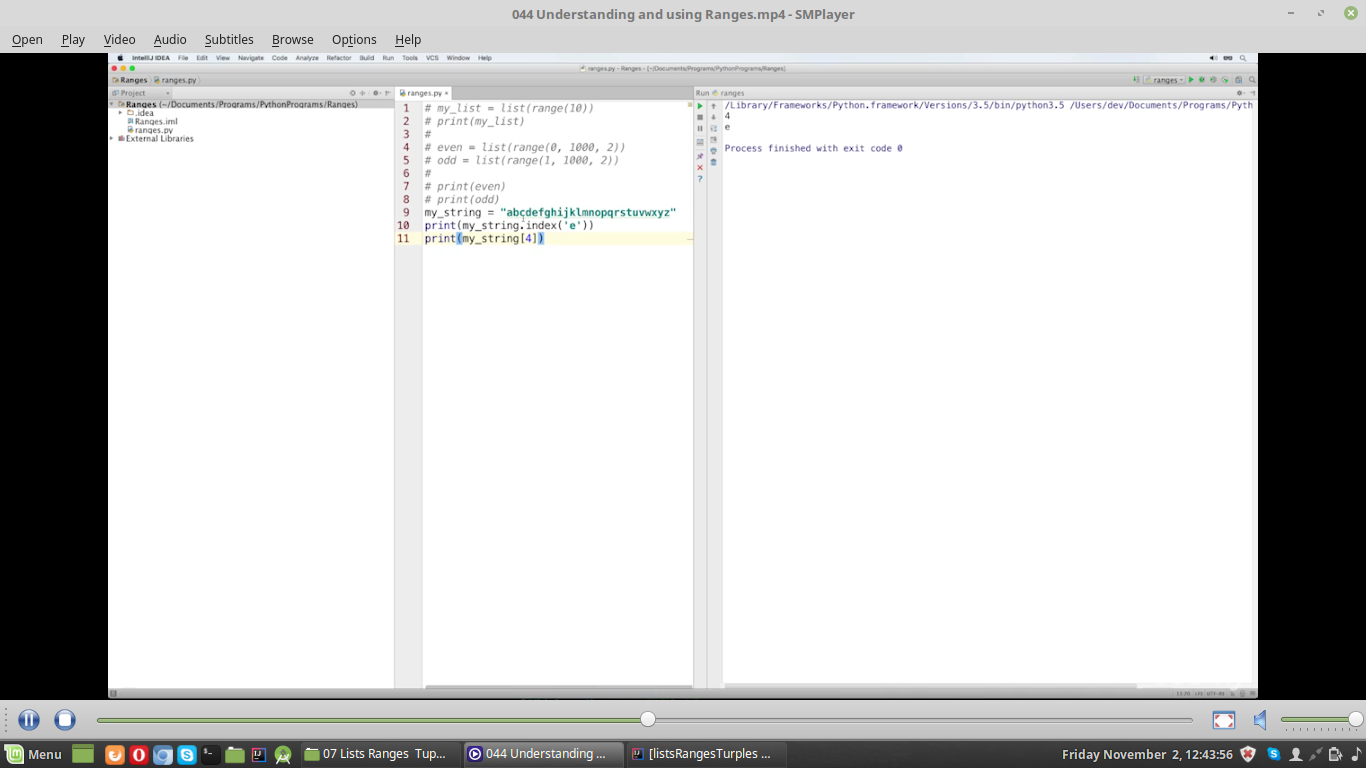 044 Understanding and using Ranges.mp4 - SMPlayer
Open Play Video Audio Subtitles Browse Options Help
IntelliJ IDEA File Edit View Navigate Code Analyze Refactor Build Run Tools VCS Window Help
ranges.py - Ranges - [~/Documents/Programs/PythonPrograms/Ranges]
Ranges ranges.py
ranges
Project
ranges.py
Run ranges
Ranges (~/Documents/Programs/PythonPrograms/Ranges)
.idea
Ranges.iml
ranges.py
External Libraries
1 # my_list = list(range(10))
2 # print(my_list)
3 #
4 # even = list(range(0, 1000, 2))
5 # odd = list(range(1, 1000, 2))
6 #
7 # print(even)
8 # print(odd)
9 my_string = "abcdefghijklmnopqrstuvwxyz"
10 print(my_string.index('e'))
11 print(my_string[4])
/Library/Frameworks/Python.framework/Versions/3.5/bin/python3.5 /Users/dev/Documents/Programs/Pyth
4
e
Process finished with exit code 0
Menu
07 Lists Ranges Tup...
044 Understanding ...
[listsRangesTurples ...
Friday November 2, 12:43:56